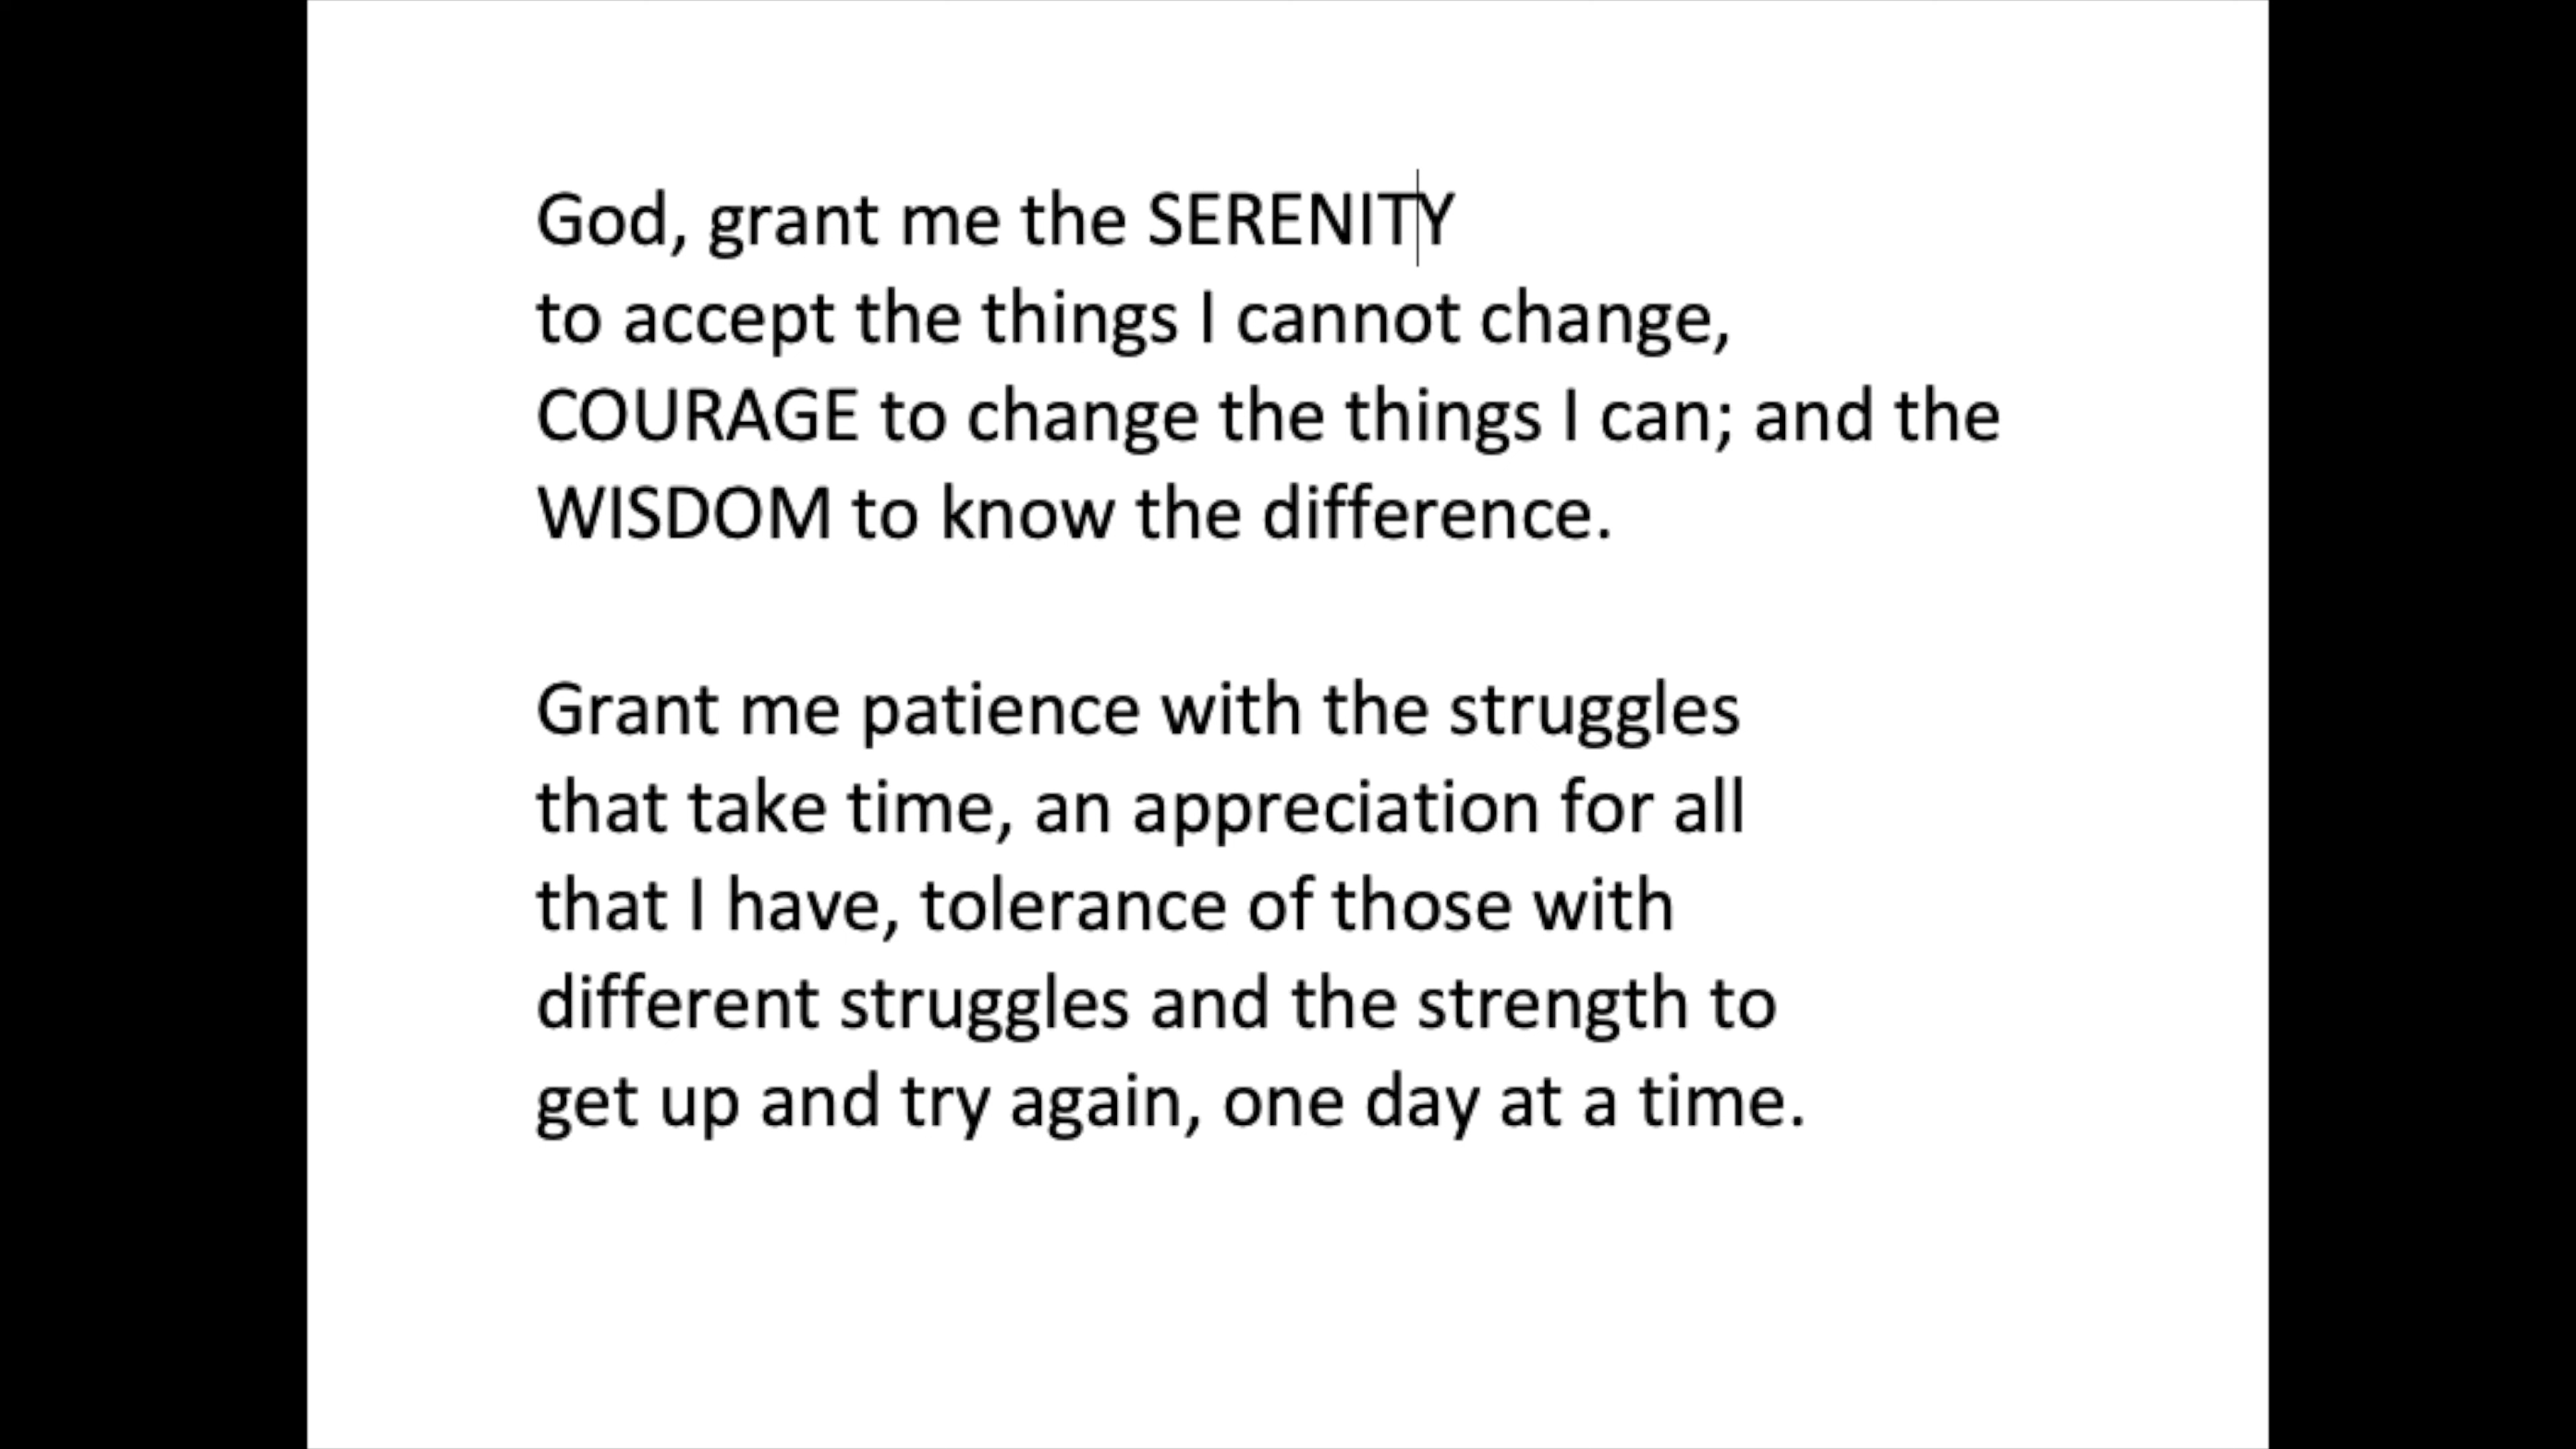 God, grant me the SERENITY
to accept the things I cannot change,
COURAGE to change the things I can; and the
WISDOM to know the difference.
Grant me patience with the struggles
that take time, an appreciation for all
that I have, tolerance of those with
different struggles and the strength to
get up and try again, one day at a time.